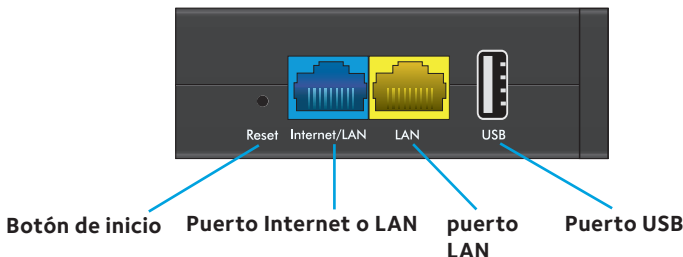 Reset Internet/LAN LAN USB
Botón de inicio Puerto Internet o LAN puerto Puerto USB
LAN